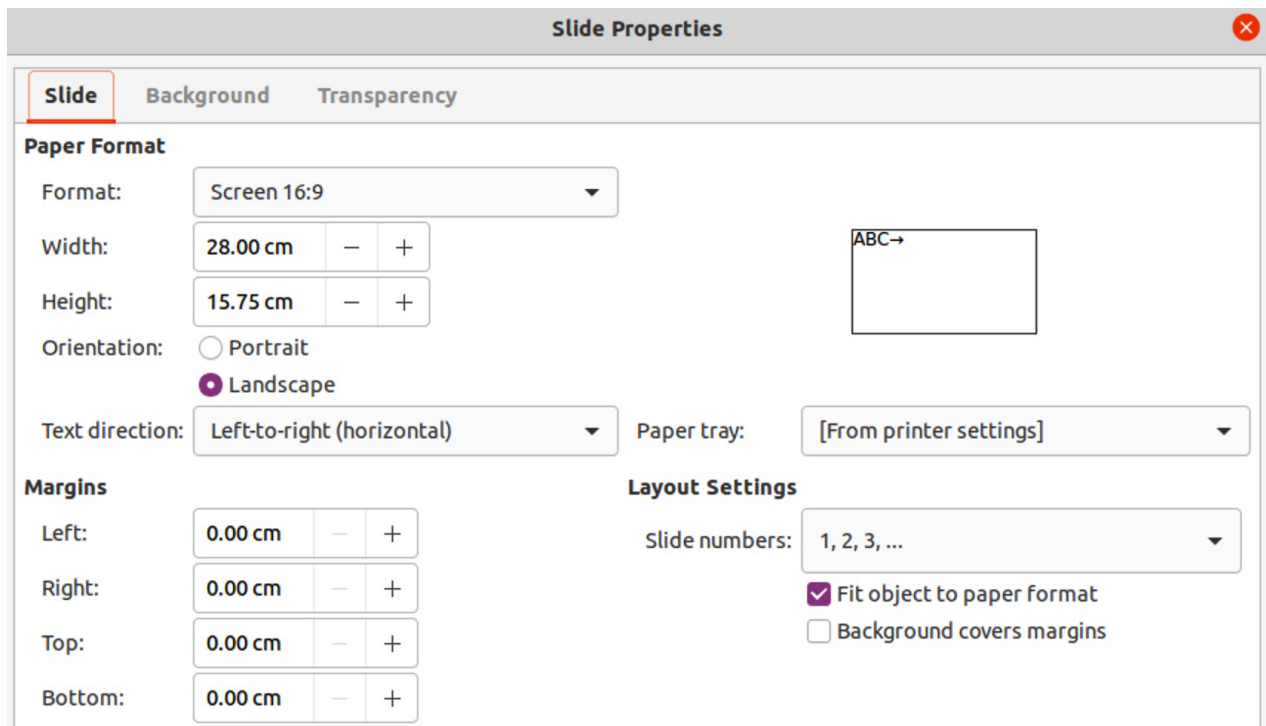 Slide Properties
Slide Background Transparency
Paper Format
Format: Screen 16:9
Width: 28.00 cm
ABC→
Height: 15.75 cm
Orientation: Portrait
Landscape
Text direction: Left-to-right (horizontal) Paper tray: [From printer settings]
Margins Layout Settings
Left: 0.00 cm Slide numbers: 1, 2, 3, ...
Right: 0.00 cm Fit object to paper format
Top: 0.00 cm Background covers margins
Bottom: 0.00 cm